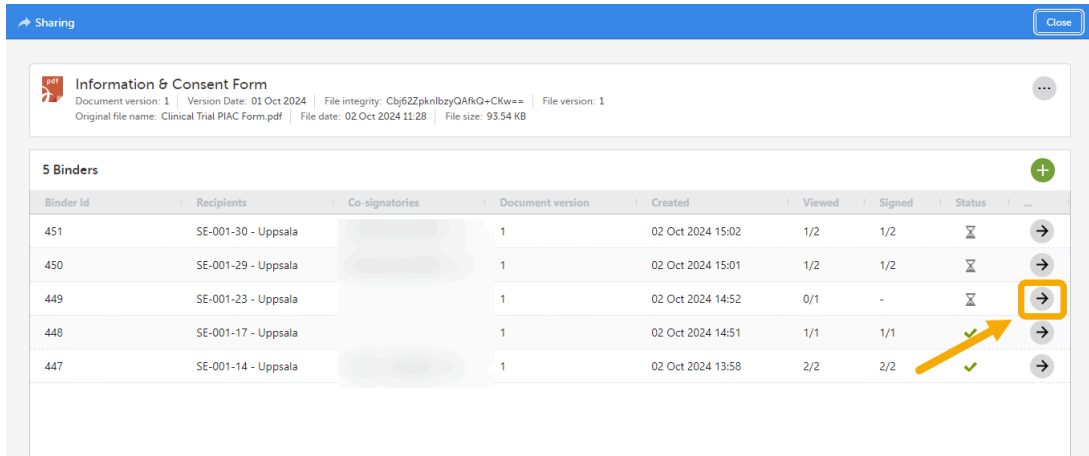 Sharing Close
pdf
Information & Consent Form
Document version: 1 Version Date: 01 Oct 2024 File integrity: Cbj62ZpknIbzyQAfkQ+CKw== File version: 1
Original file name: Clinical Trial PIAC Form.pdf File date: 02 Oct 2024 11:28 File size: 93.54 KB
5 Binders
Binder Id Recipients Co-signatories Document version Created Viewed Signed Status ...
451 SE-001-30 - Uppsala 1 02 Oct 2024 15:02 1/2 1/2
450 SE-001-29 - Uppsala 1 02 Oct 2024 15:01 1/2 1/2
449 SE-001-23 - Uppsala 1 02 Oct 2024 14:52 0/1 -
448 SE-001-17 - Uppsala 1 02 Oct 2024 14:51 1/1 1/1
447 SE-001-14 - Uppsala 1 02 Oct 2024 13:58 2/2 2/2